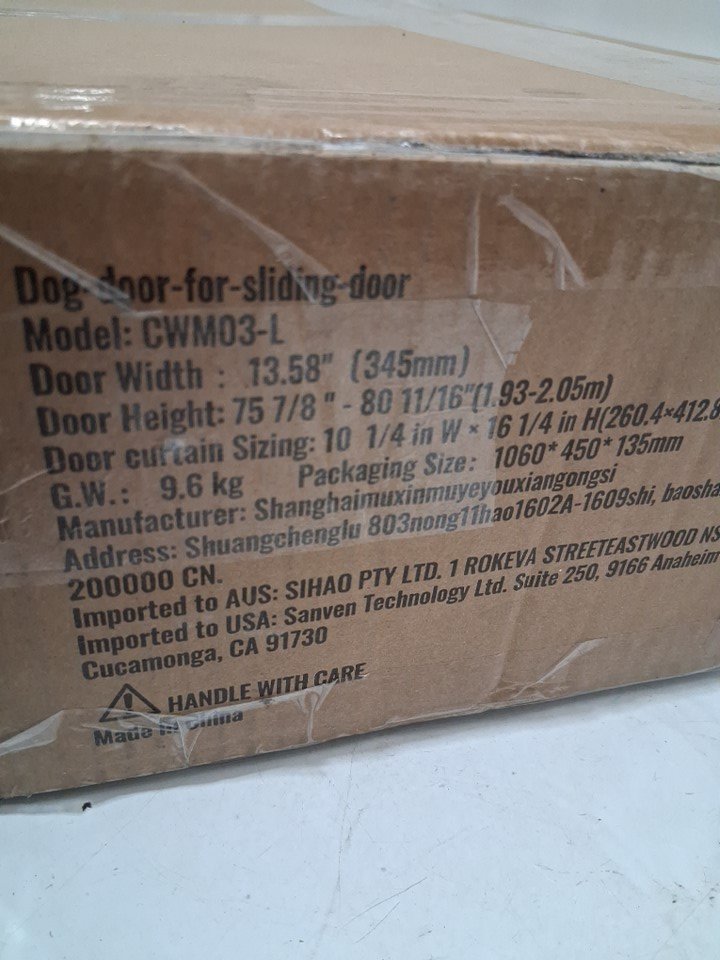 Dog-door-for-sliding-door
Model: CWM03-L
Door Width : 13.58" (345mm)
Door Height: 75 7/8 " - 80 11/16"(1.93-2.05m)
Door curtain Sizing: 10 1/4 in W × 16 1/4 in H(260.4×412.8
G.W.: 9.6 kg Packaging Size: 1060*450*135mm
Manufacturer: Shanghaimuxinmuyeyouxiangongsi
Address: Shuangchenglu 803nong11hao1602A-1609shi, baosha
200000 CN.
Imported to AUS: SIHAO PTY LTD. 1 ROKEVA STREETEASTWOOD NS
Imported to USA: Sanven Technology Ltd. Suite 250, 9166 Anaheim
Cucamonga, CA 91730
HANDLE WITH CARE
Made in China